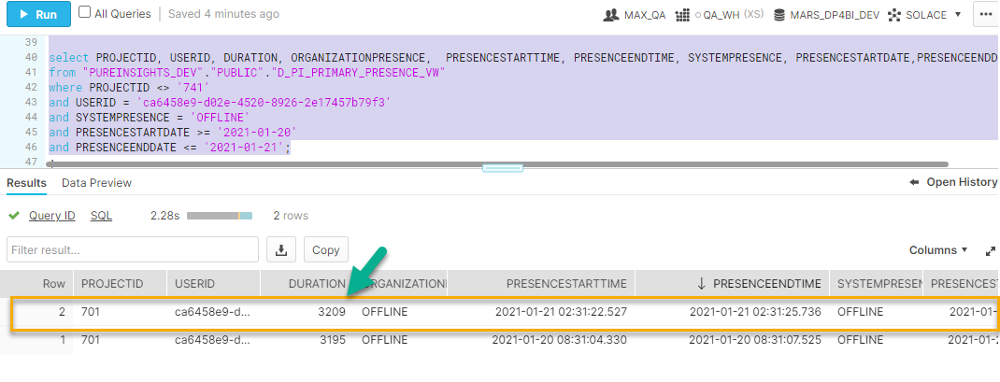 Run All Queries Saved 4 minutes ago MAX_QA QA_WH (XS) MARS_DP4BI_DEV SOLACE
39
40 select PROJECTID, USERID, DURATION, ORGANIZATIONPRESENCE, PRESENCESTARTTIME, PRESENCEENDTIME, SYSTEMPRESENCE, PRESENCESTARTDATE,PRESENCEENDD
41 from "PUREINSIGHTS_DEV"."PUBLIC"."D_PI_PRIMARY_PRESENCE_VW"
42 where PROJECTID <> '741'
43 and USERID = 'ca6458e9-d02e-4520-8926-2e17457b79f3'
44 and SYSTEMPRESENCE = 'OFFLINE'
45 and PRESENCESTARTDATE >= '2021-01-20'
46 and PRESENCEENDDATE <= '2021-01-21';
47
Results Data Preview Open History
Query ID SQL 2.28s 2 rows
Filter result... Copy Columns
Row PROJECTID USERID DURATION ORGANIZATIONI PRESENCESTARTTIME PRESENCEENDTIME SYSTEMPRESEN PRESENCEST
2 701 ca6458e9-d... 3209 OFFLINE 2021-01-21 02:31:22.527 2021-01-21 02:31:25.736 OFFLINE 2021-01-
1 701 ca6458e9-d... 3195 OFFLINE 2021-01-20 08:31:04.330 2021-01-20 08:31:07.525 OFFLINE 2021-01-2